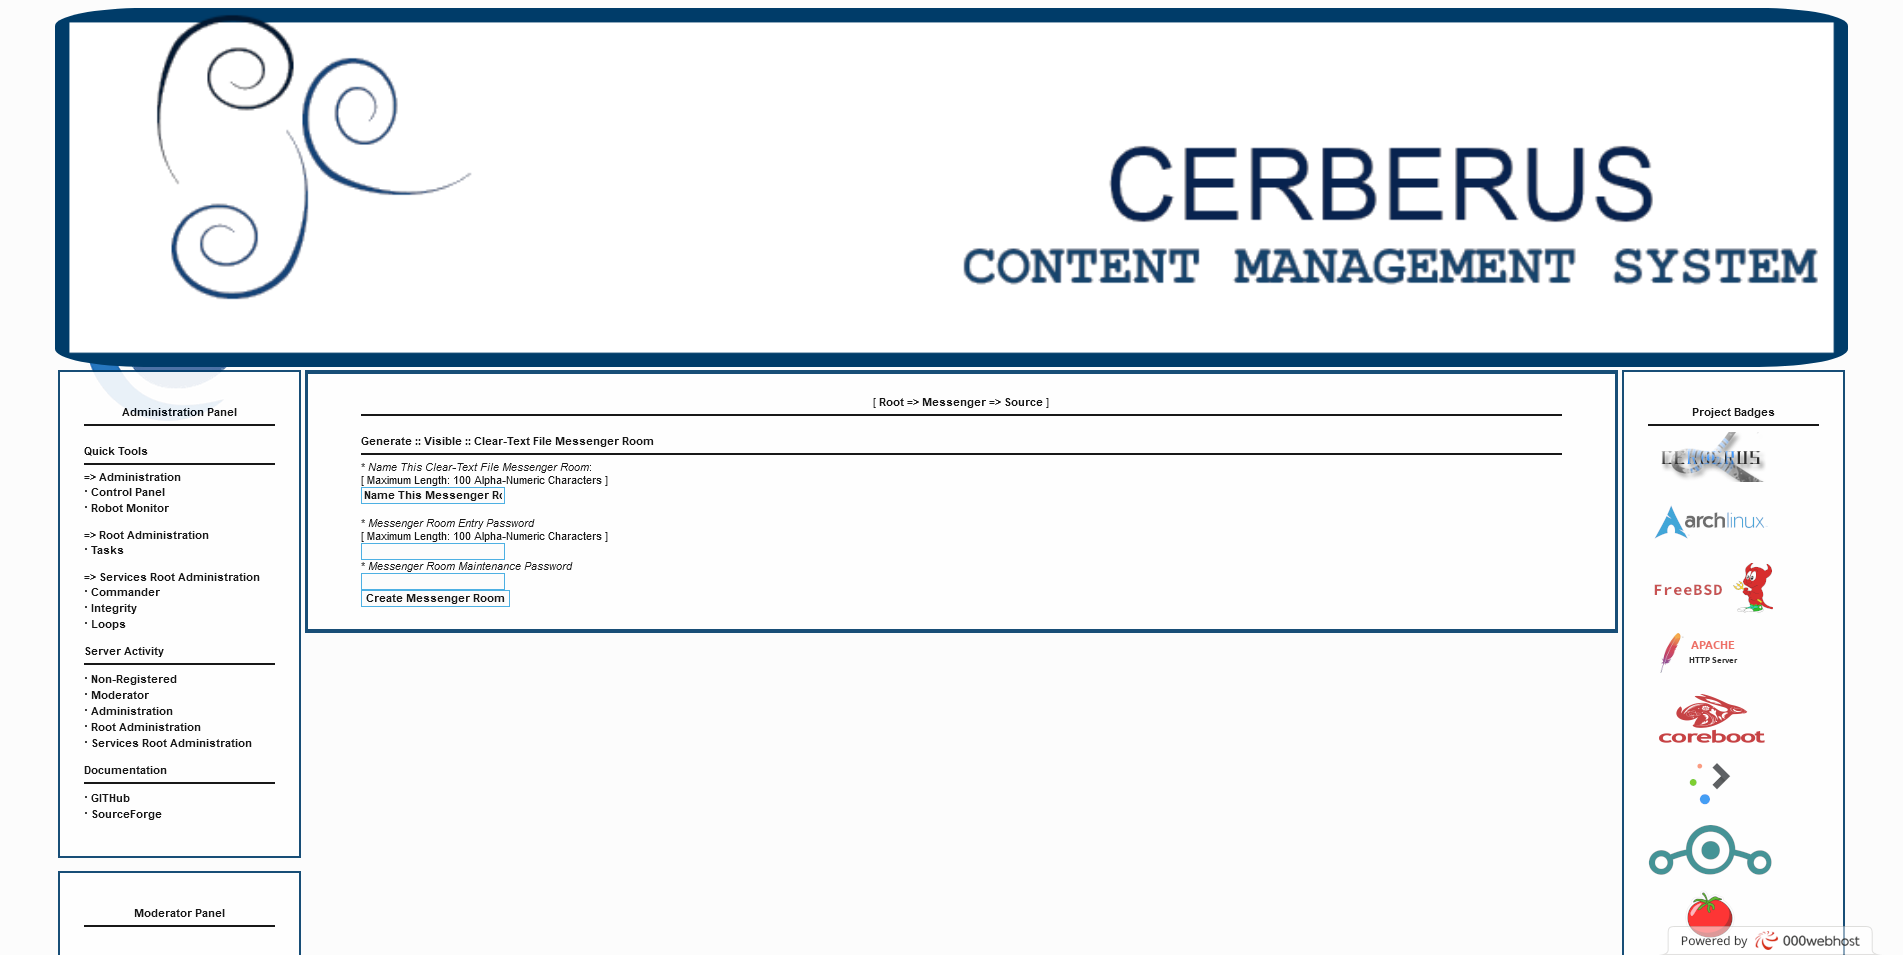 CERBERUS
CONTENT MANAGEMENT SYSTEM
Administration Panel
Quick Tools
=> Administration
· Control Panel
· Robot Monitor
=> Root Administration
· Tasks
=> Services Root Administration
· Commander
· Integrity
· Loops
Server Activity
· Non-Registered
· Moderator
· Administration
· Root Administration
· Services Root Administration
Documentation
· GITHub
· SourceForge
Moderator Panel
[ Root => Messenger => Source ]
Generate :: Visible :: Clear-Text File Messenger Room
* Name This Clear-Text File Messenger Room:
[ Maximum Length: 100 Alpha-Numeric Characters ]
Name This Messenger Ro
* Messenger Room Entry Password
[ Maximum Length: 100 Alpha-Numeric Characters ]
* Messenger Room Maintenance Password
Create Messenger Room
Project Badges
CERBERUS
archlinux
FreeBSD
APACHE
HTTP Server
coreboot
Powered by 000webhost